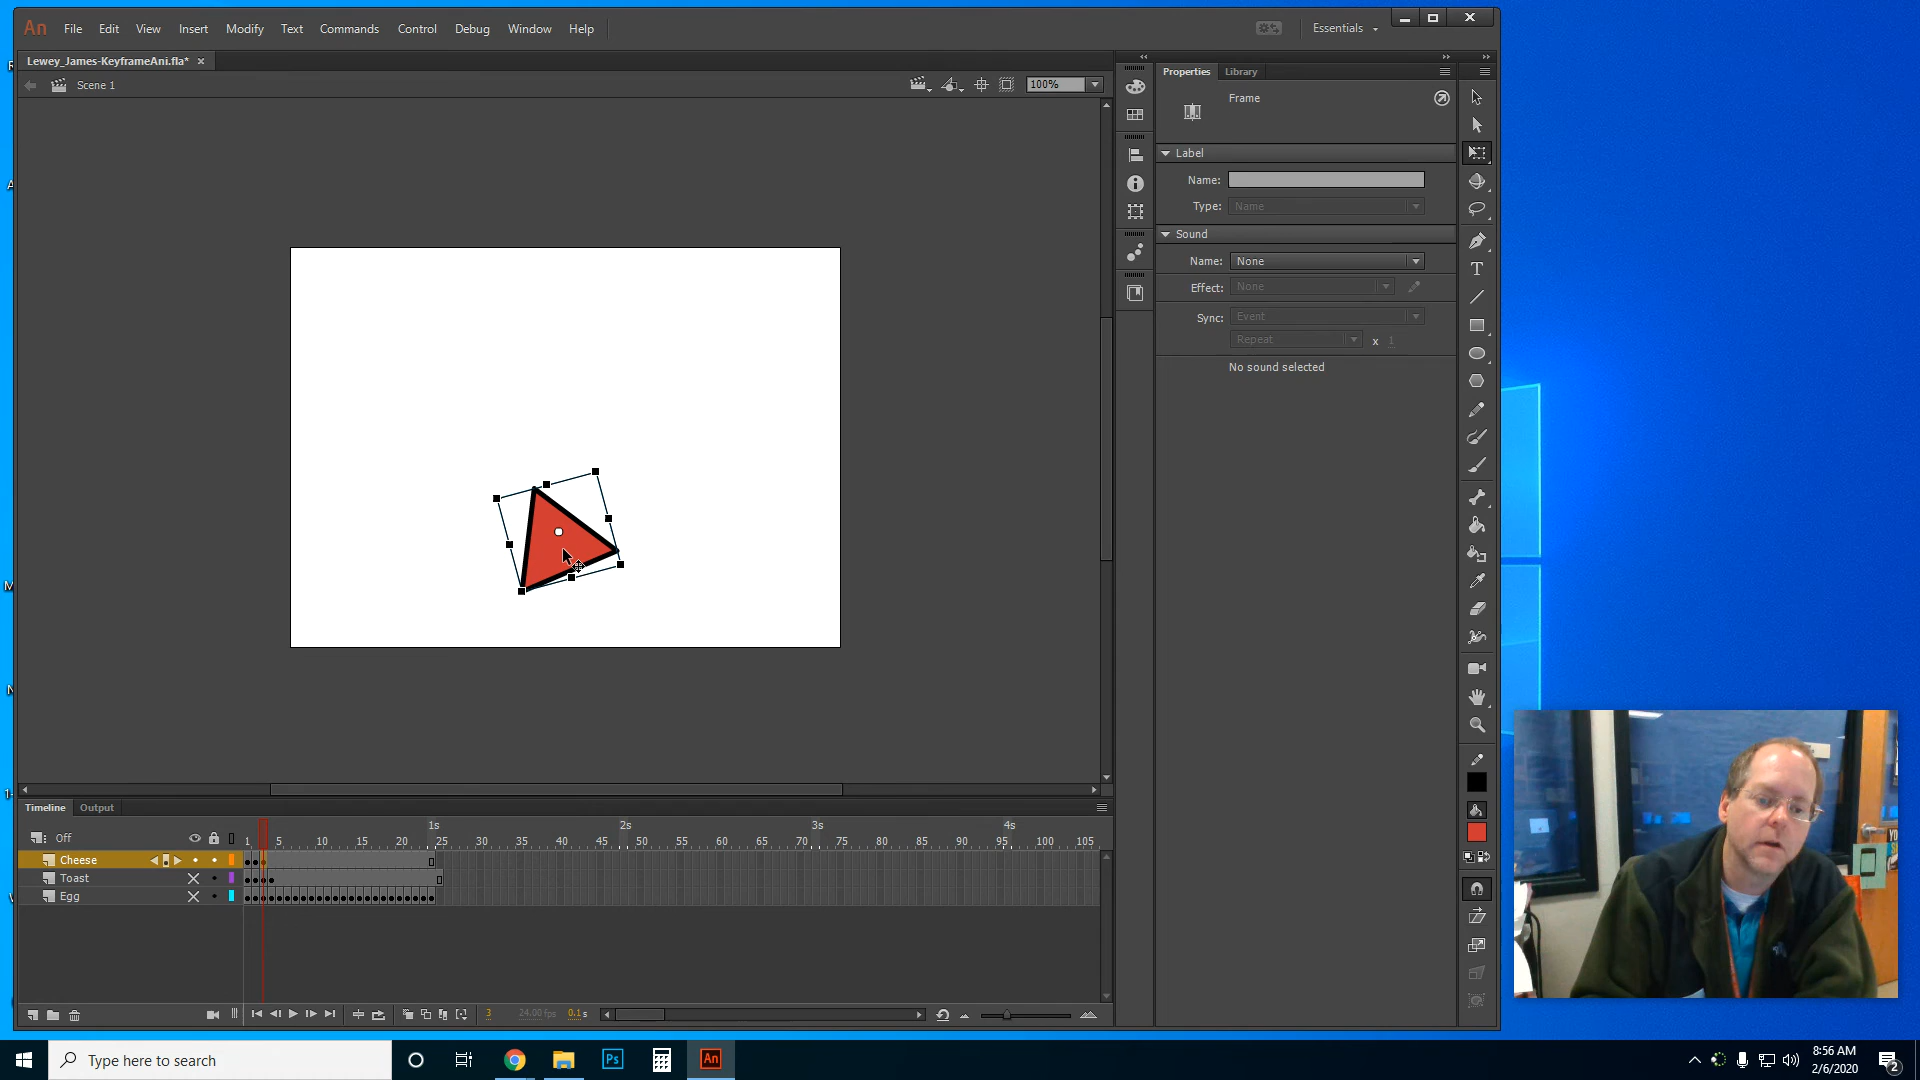 An File Edit View Insert Modify Text Commands Control Debug Window Help Essentials
Lewey_James-KeyframeAni.fla* ×
Scene 1 100%
Properties Library
Frame
Label
Name:
Type: Name
Sound
Name: None
Effect: None
Sync: Event
Repeat x 1
No sound selected
Timeline Output
Off 1s 2s 3s 4s
1 5 10 15 20 25 30 35 40 45 50 55 60 65 70 75 80 85 90 95 100 105
Cheese
Toast
Egg
3 24.00 fps 0.1 s
Type here to search
Ps An
8:56 AM
2/6/2020
2